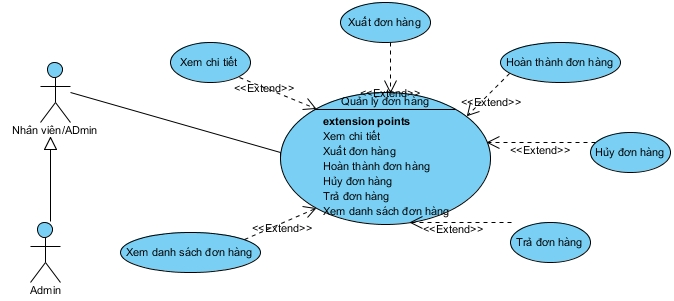 Xuất đơn hàng
Xem chi tiết
Hoàn thành đơn hàng
<<Extend>>
<<Extend>>
<<Extend>>
Quản lý đơn hàng
extension points
Xem chi tiết
Xuất đơn hàng
Hoàn thành đơn hàng
Húy đơn hàng
Trả đơn hàng
Xem danh sách đơn hàng
Nhân viên/ADmin
<<Extend>>
Húy đơn hàng
<<Extend>>
<<Extend>>
Xem danh sách đơn hàng
Trả đơn hàng
Admin